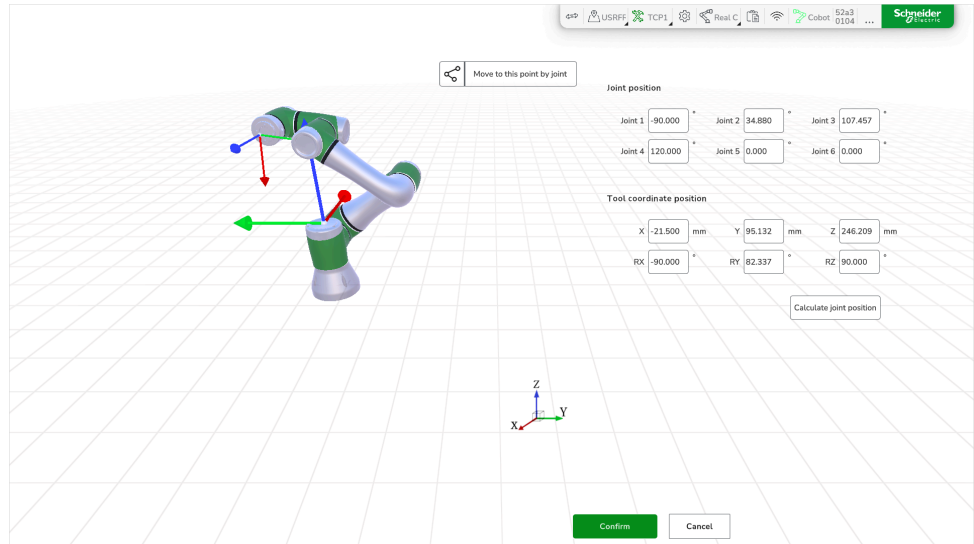 USRFF TCP1 Real C Cobot 52a3 0104 ... Schneider Electric
Move to this point by joint
Joint position
Joint 1 -90.000 ° Joint 2 34.880 ° Joint 3 107.457 °
Joint 4 120.000 ° Joint 5 0.000 ° Joint 6 0.000 °
Tool coordinate position
X -21.500 mm Y 95.132 mm Z 246.209 mm
RX -90.000 ° RY 82.337 ° RZ 90.000 °
Calculate joint position
Z
Y
X
Confirm Cancel